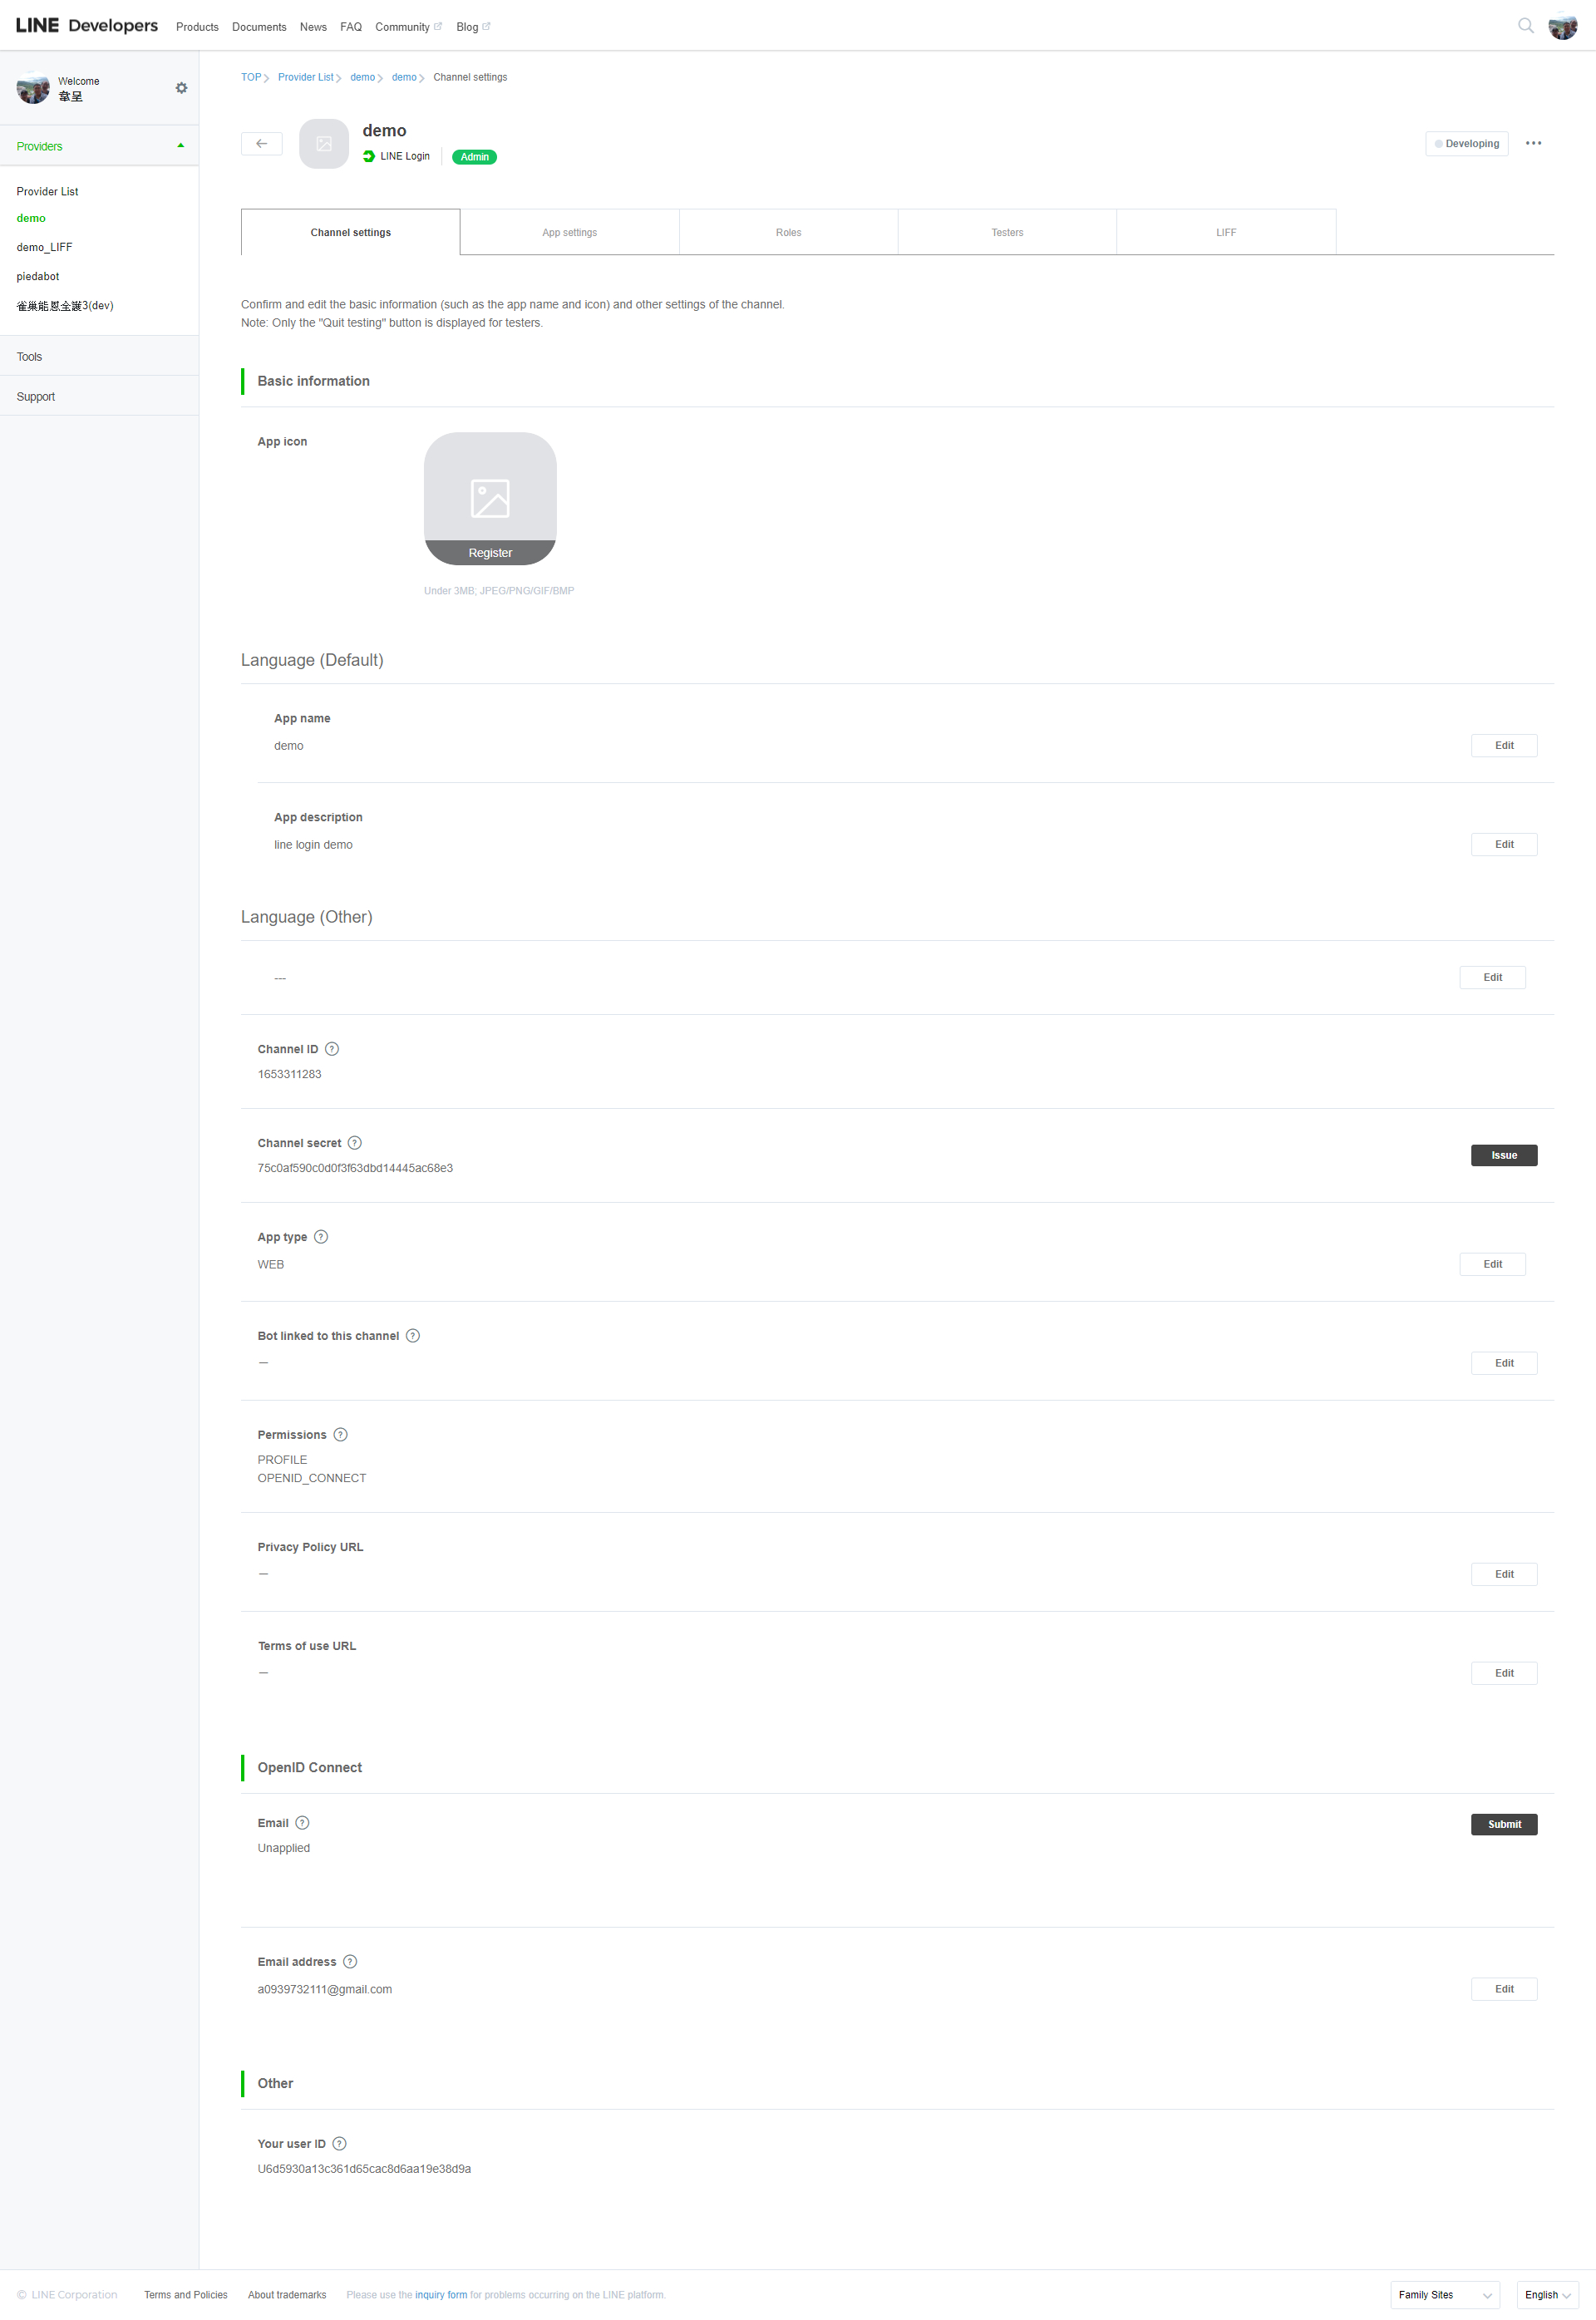 LINE Developers Products Documents News FAQ Community Blog
Welcome
韋呈
Providers
Provider List
demo
demo_LIFF
piedabot
雀巢能恩全護3(dev)
Tools
Support
TOP Provider List demo demo Channel settings
demo
LINE Login Admin
Developing
Channel settings App settings Roles Testers LIFF
Confirm and edit the basic information (such as the app name and icon) and other settings of the channel.
Note: Only the "Quit testing" button is displayed for testers.
Basic information
App icon
Register
Under 3MB; JPEG/PNG/GIF/BMP
Language (Default)
App name
demo Edit
App description
line login demo Edit
Language (Other)
--- Edit
Channel ID ?
1653311283
Channel secret ?
75c0af590c0d0f3f63dbd14445ac68e3 Issue
App type ?
WEB Edit
Bot linked to this channel ?
— Edit
Permissions ?
PROFILE
OPENID_CONNECT
Privacy Policy URL
— Edit
Terms of use URL
— Edit
OpenID Connect
Email ? Submit
Unapplied
Email address ?
a0939732111@gmail.com Edit
Other
Your user ID ?
U6d5930a13c361d65cac8d6aa19e38d9a
© LINE Corporation Terms and Policies About trademarks Please use the inquiry form for problems occurring on the LINE platform. Family Sites English